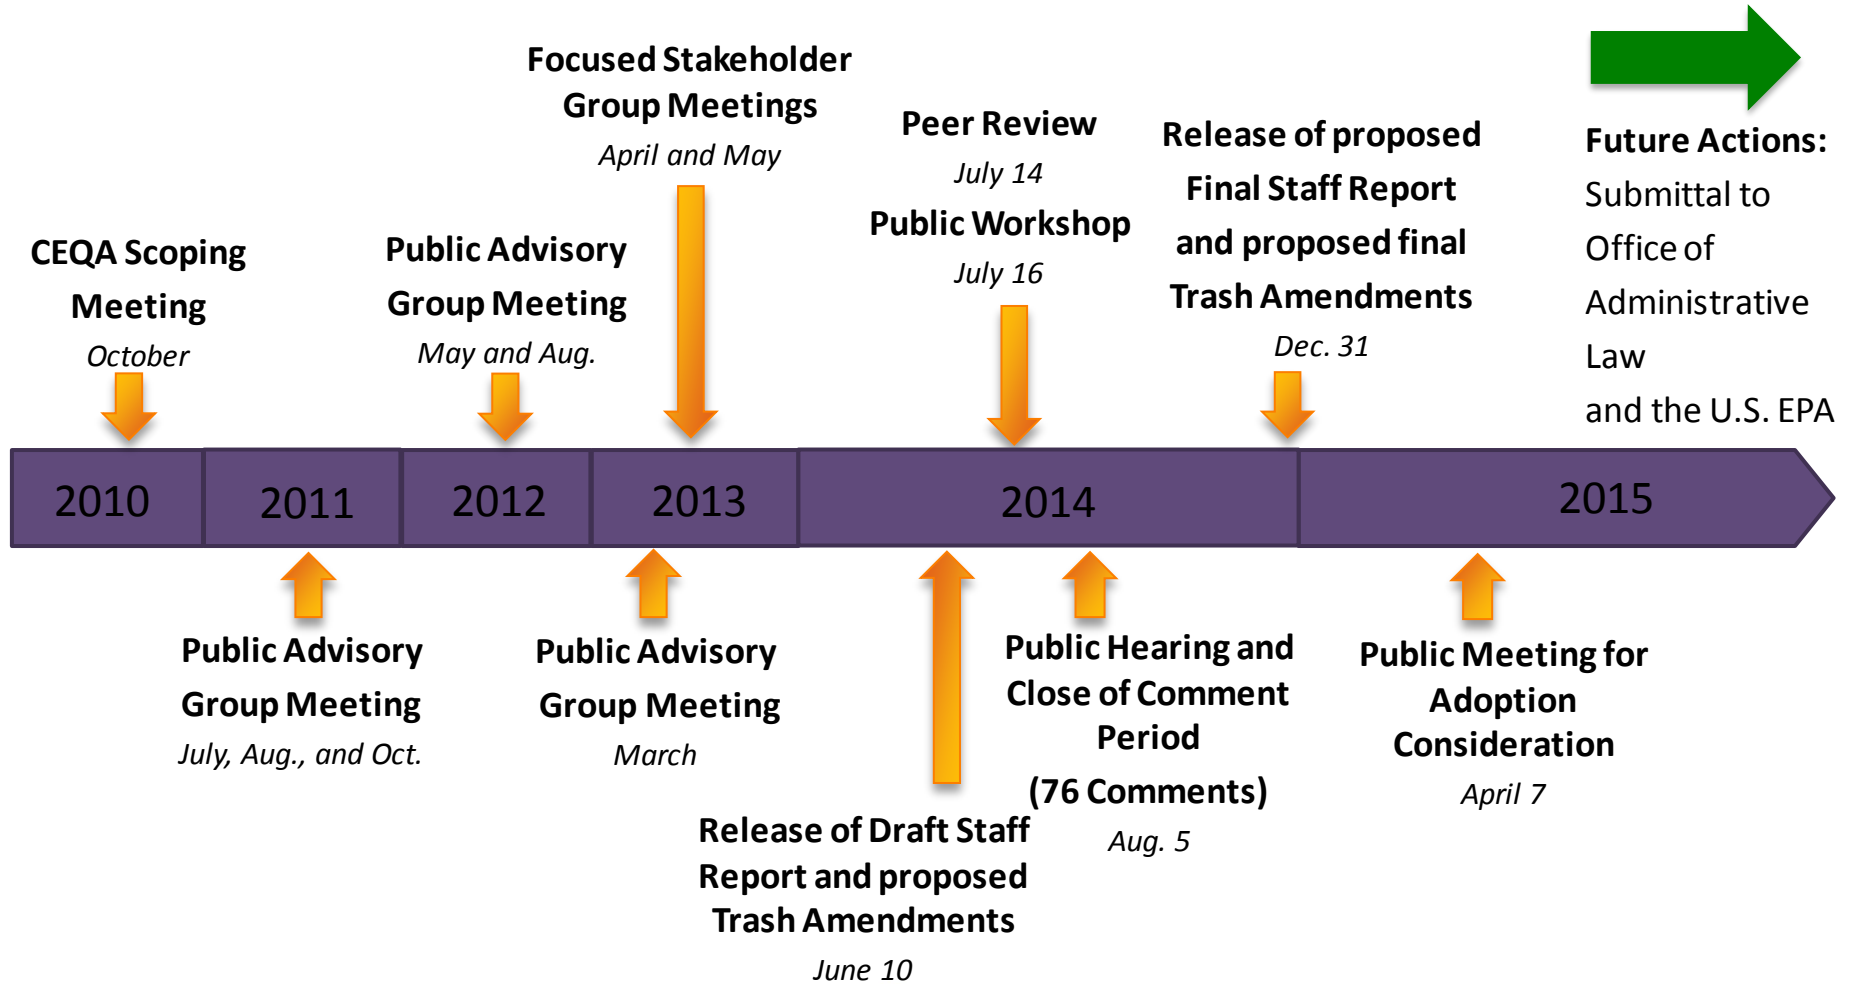 Focused Stakeholder
Group Meetings
April and May
Peer Review
July 14
Public Workshop
July 16
Release of proposed
Final Staff Report
and proposed final
Trash Amendments
Dec. 31
Future Actions:
Submittal to
Office of
Administrative
Law
and the U.S. EPA
CEQA Scoping
Meeting
October
Public Advisory
Group Meeting
May and Aug.
2010
2011
2012
2013
2014
2015
Public Advisory
Group Meeting
July, Aug., and Oct.
Public Advisory
Group Meeting
March
Release of Draft Staff
Report and proposed
Trash Amendments
June 10
Public Hearing and
Close of Comment
Period
(76 Comments)
Aug. 5
Public Meeting for
Adoption
Consideration
April 7